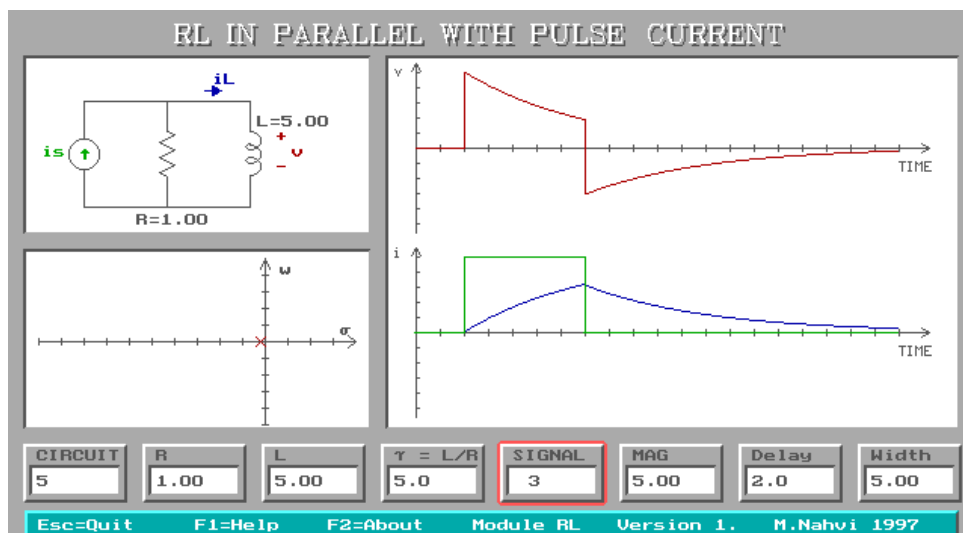 RL IN PARALLEL WITH PULSE CURRENT
iL
L=5.00
is
+
v
−
R=1.00
v
TIME
i
TIME
ω
σ
CIRCUIT
5
R
1.00
L
5.00
τ = L/R
5.0
SIGNAL
3
MAG
5.00
Delay
2.0
Width
5.00
Esc=Quit F1=Help F2=About Module RL Version 1. M.Nahvi 1997